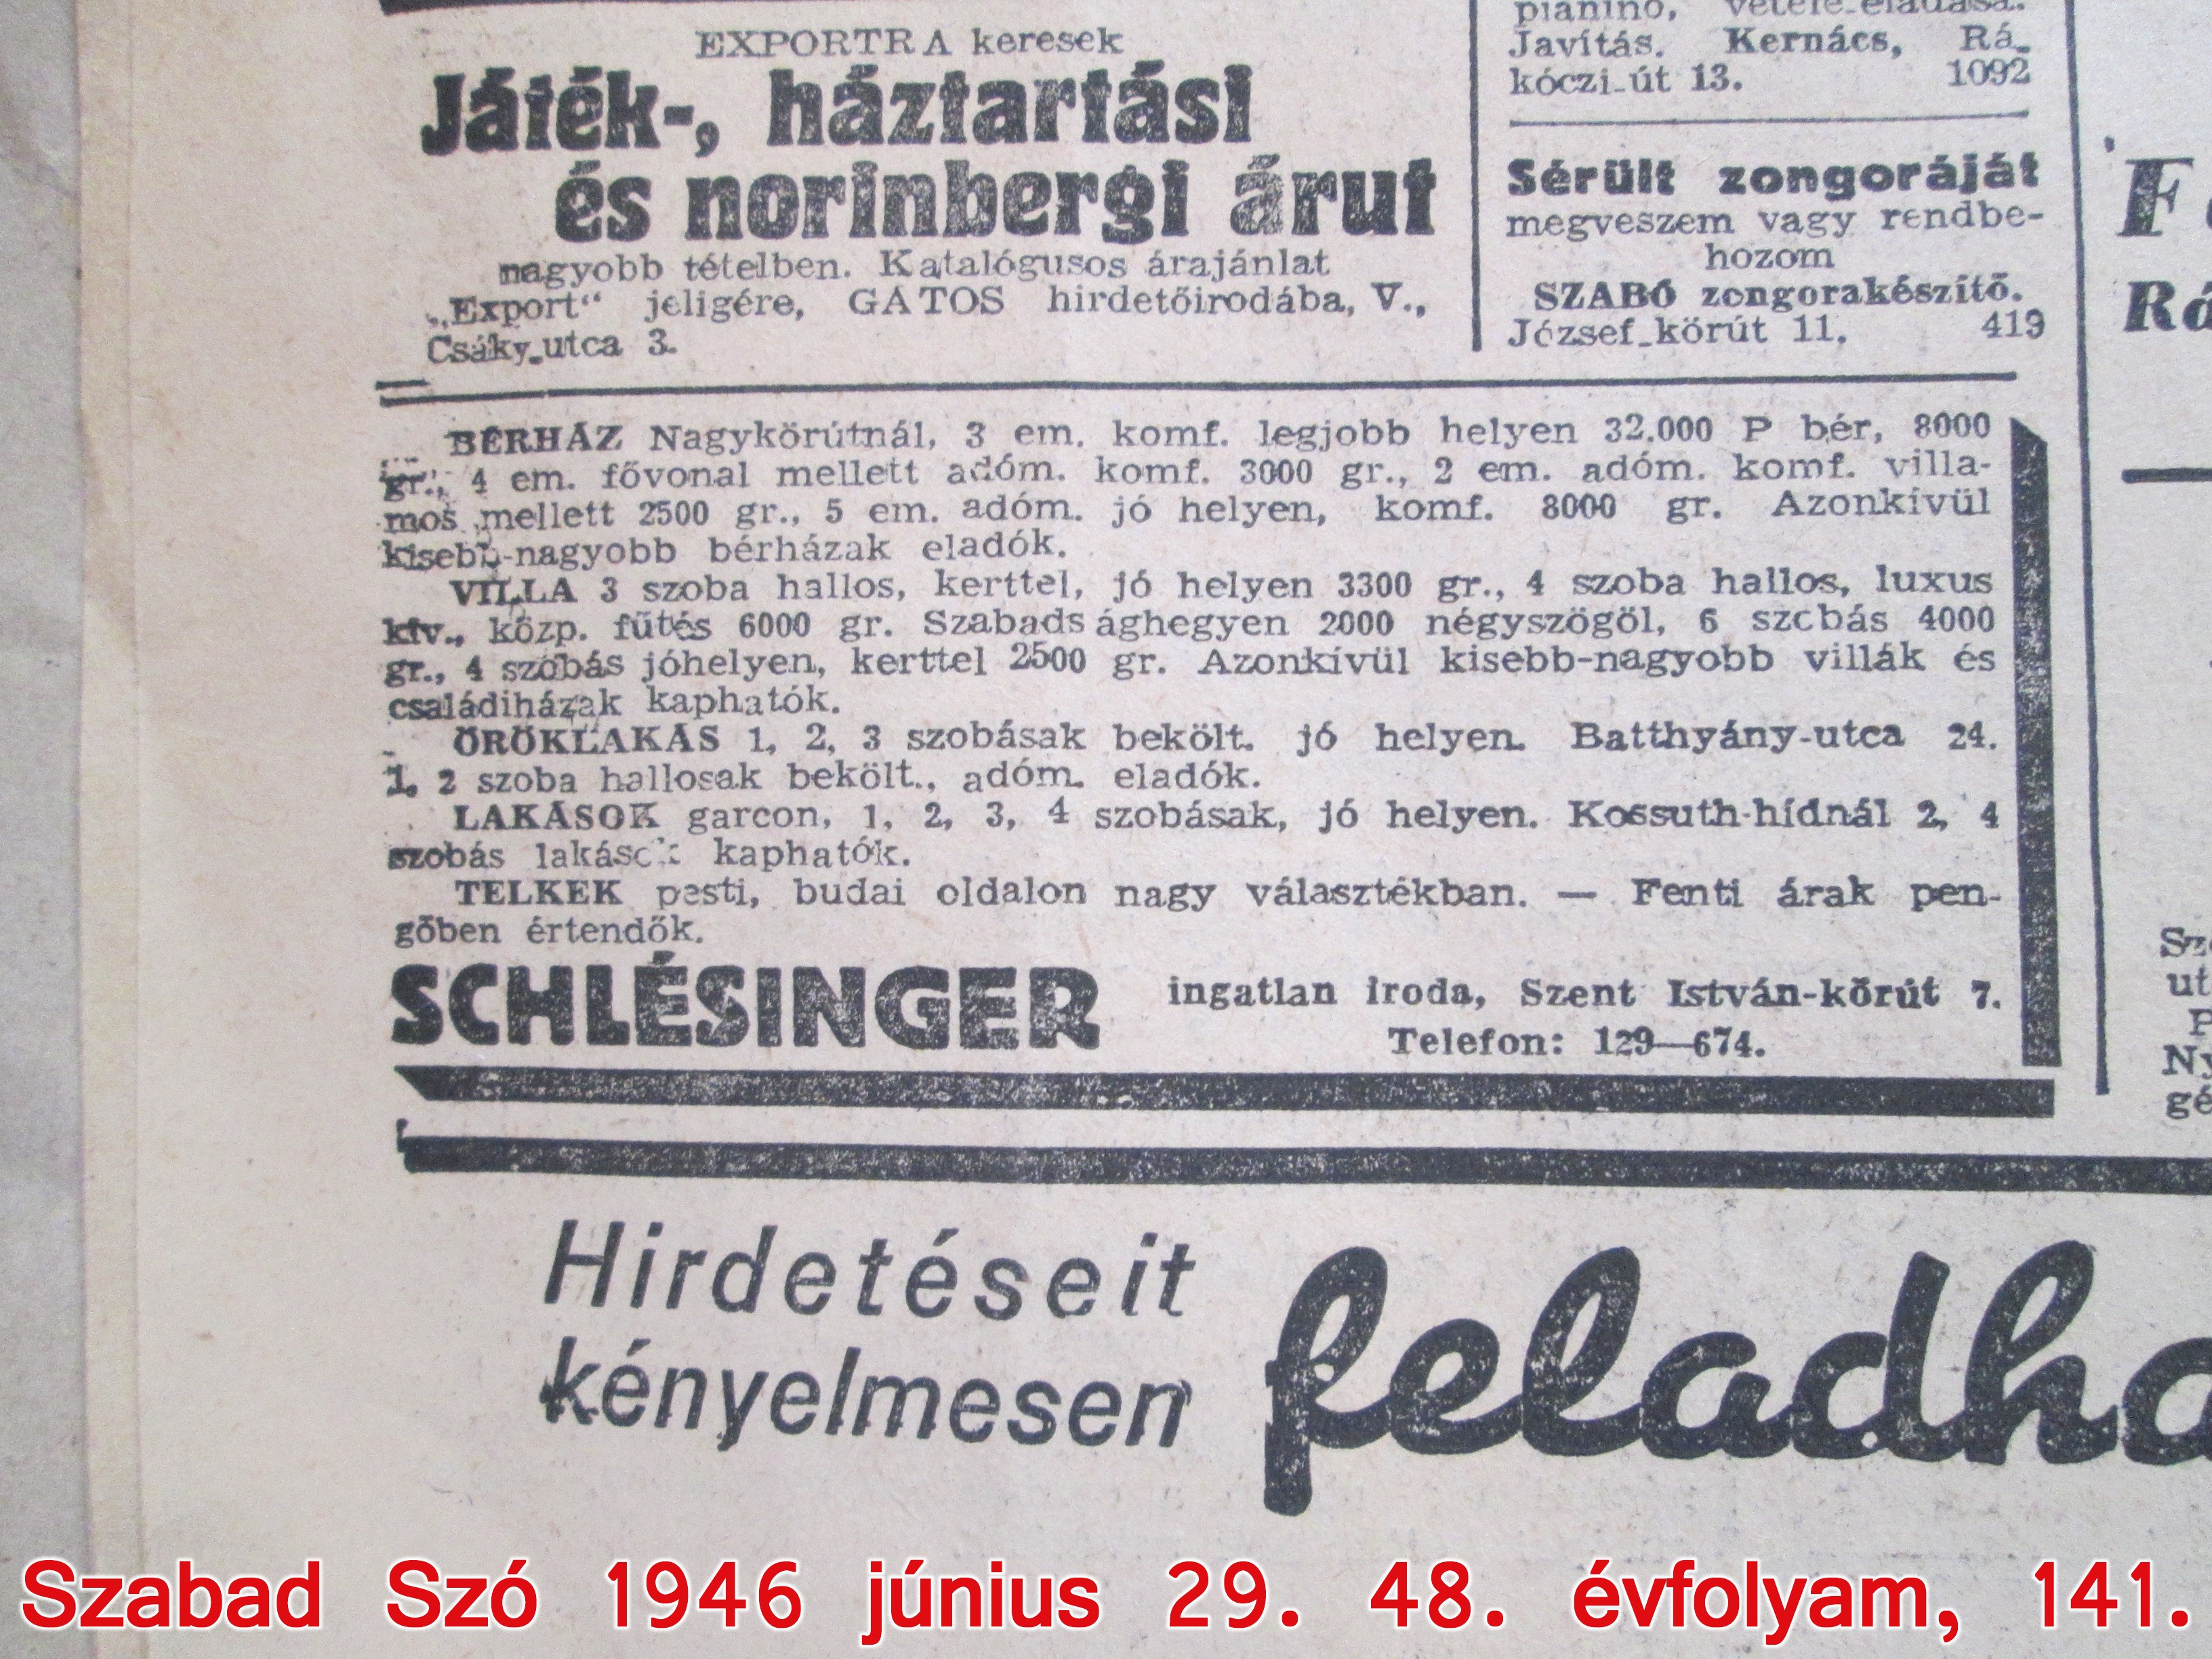 EXPORTRA keresek
Játék-, háztartási
és norinbergi árut
nagyobb tételben. Katalógusos árajánlat
„Export“ jeligére, GATOS hirdetőirodába, V.,
Csáky-utca 3.
pianino, vétele-eladása.
Javítás. Kernács, Rá-
kóczi-út 13. 1092
Sérült zongoráját
megveszem vagy rendbe-
hozom
SZABÓ zongorakészítő.
József-körút 11. 419
BÉRHÁZ Nagykörútnál, 3 em. komf. legjobb helyen 32.000 P bér, 8000
gr., 4 em. fővonal mellett adóm. komf. 3000 gr., 2 em. adóm. komf. villa-
mos mellett 2500 gr., 5 em. adóm. jó helyen, komf. 8000 gr. Azonkívül
kisebb-nagyobb bérházak eladók.
VILLA 3 szoba hallos, kerttel, jó helyen 3300 gr., 4 szoba hallos, luxus
kiv., közp. fűtés 6000 gr. Szabadsághegyen 2000 négyszögöl, 6 szobás 4000
gr., 4 szobás jóhelyen, kerttel 2500 gr. Azonkívül kisebb-nagyobb villák és
családiházak kaphatók.
ÖRÖKLAKÁS 1, 2, 3 szobásak bekölt. jó helyen. Batthyány-utca 24.
1, 2 szoba hallosak bekölt., adóm. eladók.
LAKÁSOK garcon, 1, 2, 3, 4 szobásak, jó helyen. Kossuth-hídnál 2, 4
szobás lakások kaphatók.
TELKEK pesti, budai oldalon nagy választékban. — Fenti árak pen-
gőben értendők.
SCHLÉSINGER ingatlan iroda, Szent István-körút 7.
Telefon: 129—674.
Hirdetéseit
kényelmesen feladha
F
Rá
Sz
ut
P
Ny
gé
Szabad Szó 1946 június 29. 48. évfolyam, 141.